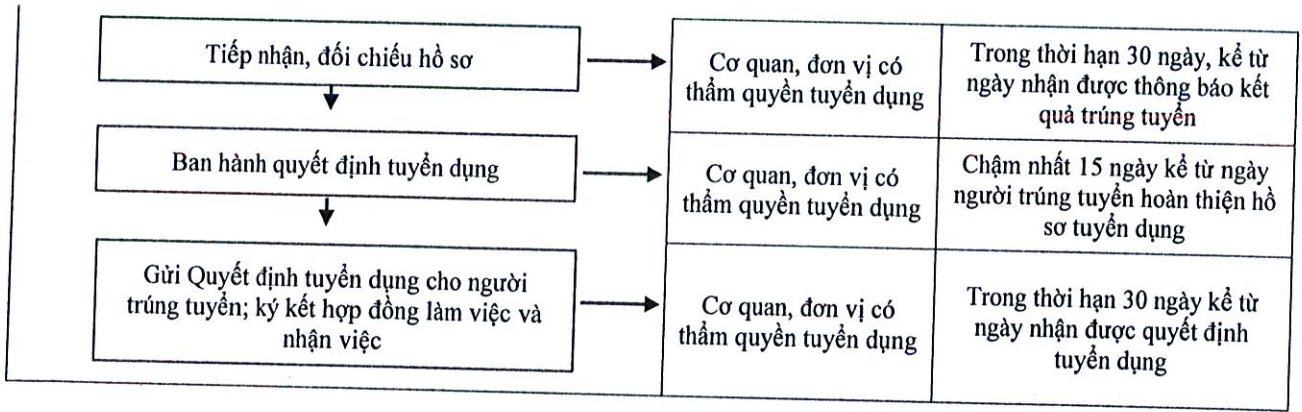 Tiếp nhận, đối chiếu hồ sơ
Cơ quan, đơn vị có
thẩm quyền tuyển dụng
Trong thời hạn 30 ngày, kể từ
ngày nhận được thông báo kết
quả trúng tuyển
Ban hành quyết định tuyển dụng
Cơ quan, đơn vị có
thẩm quyền tuyển dụng
Chậm nhất 15 ngày kể từ ngày
người trúng tuyển hoàn thiện hồ
sơ tuyển dụng
Gửi Quyết định tuyển dụng cho người
trúng tuyển; ký kết hợp đồng làm việc và
nhận việc
Cơ quan, đơn vị có
thẩm quyền tuyển dụng
Trong thời hạn 30 ngày kể từ
ngày nhận được quyết định
tuyển dụng